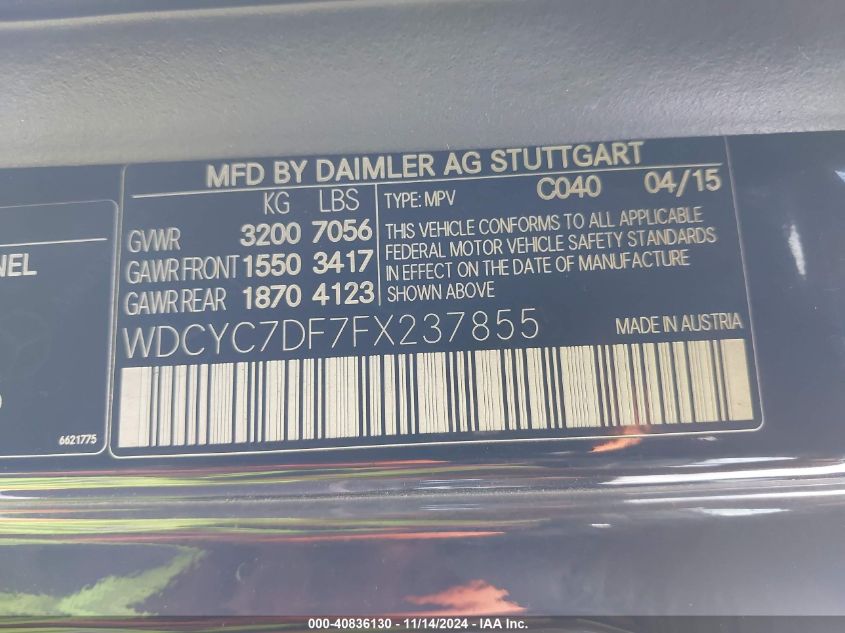 MFD BY DAIMLER AG STUTTGART
KG LBS
GVWR 3200 7056
GAWR FRONT 1550 3417
GAWR REAR 1870 4123
TYPE: MPV C040 04/15
THIS VEHICLE CONFORMS TO ALL APPLICABLE
FEDERAL MOTOR VEHICLE SAFETY STANDARDS
IN EFFECT ON THE DATE OF MANUFACTURE
SHOWN ABOVE
WDCYC7DF7FX237855 MADE IN AUSTRIA
6621775
000-40836130 - 11/14/2024 - IAA Inc.